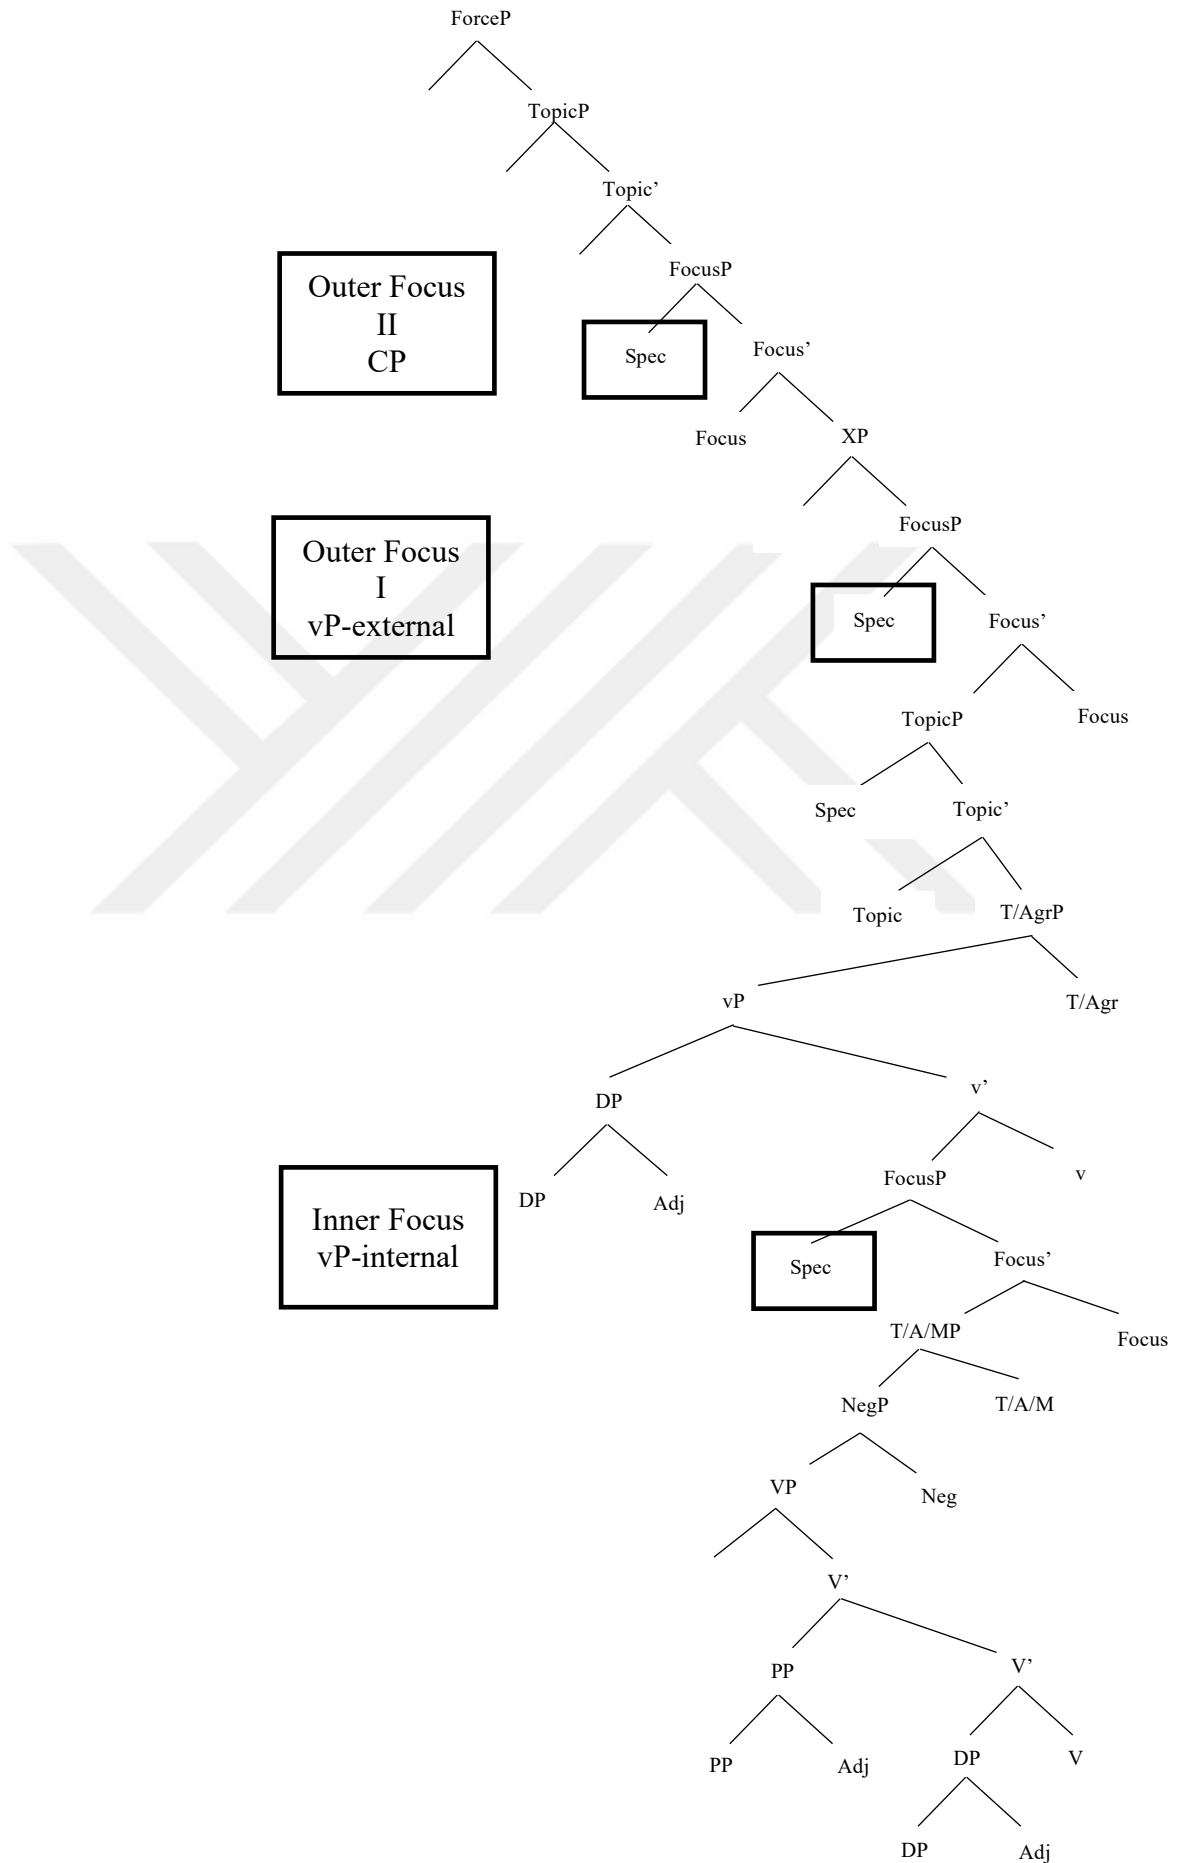 ForceP
TopicP
Topic’
FocusP
Outer Focus
II
CP
Spec
Focus’
Focus
XP
FocusP
Outer Focus
I
vP-external
Spec
Focus’
TopicP
Focus
Spec
Topic’
Topic
T/AgrP
vP
T/Agr
DP
v’
FocusP
v
DP
Adj
Inner Focus
vP-internal
Spec
Focus’
T/A/MP
Focus
NegP
T/A/M
VP
Neg
V’
PP
V’
PP
Adj
DP
V
DP
Adj